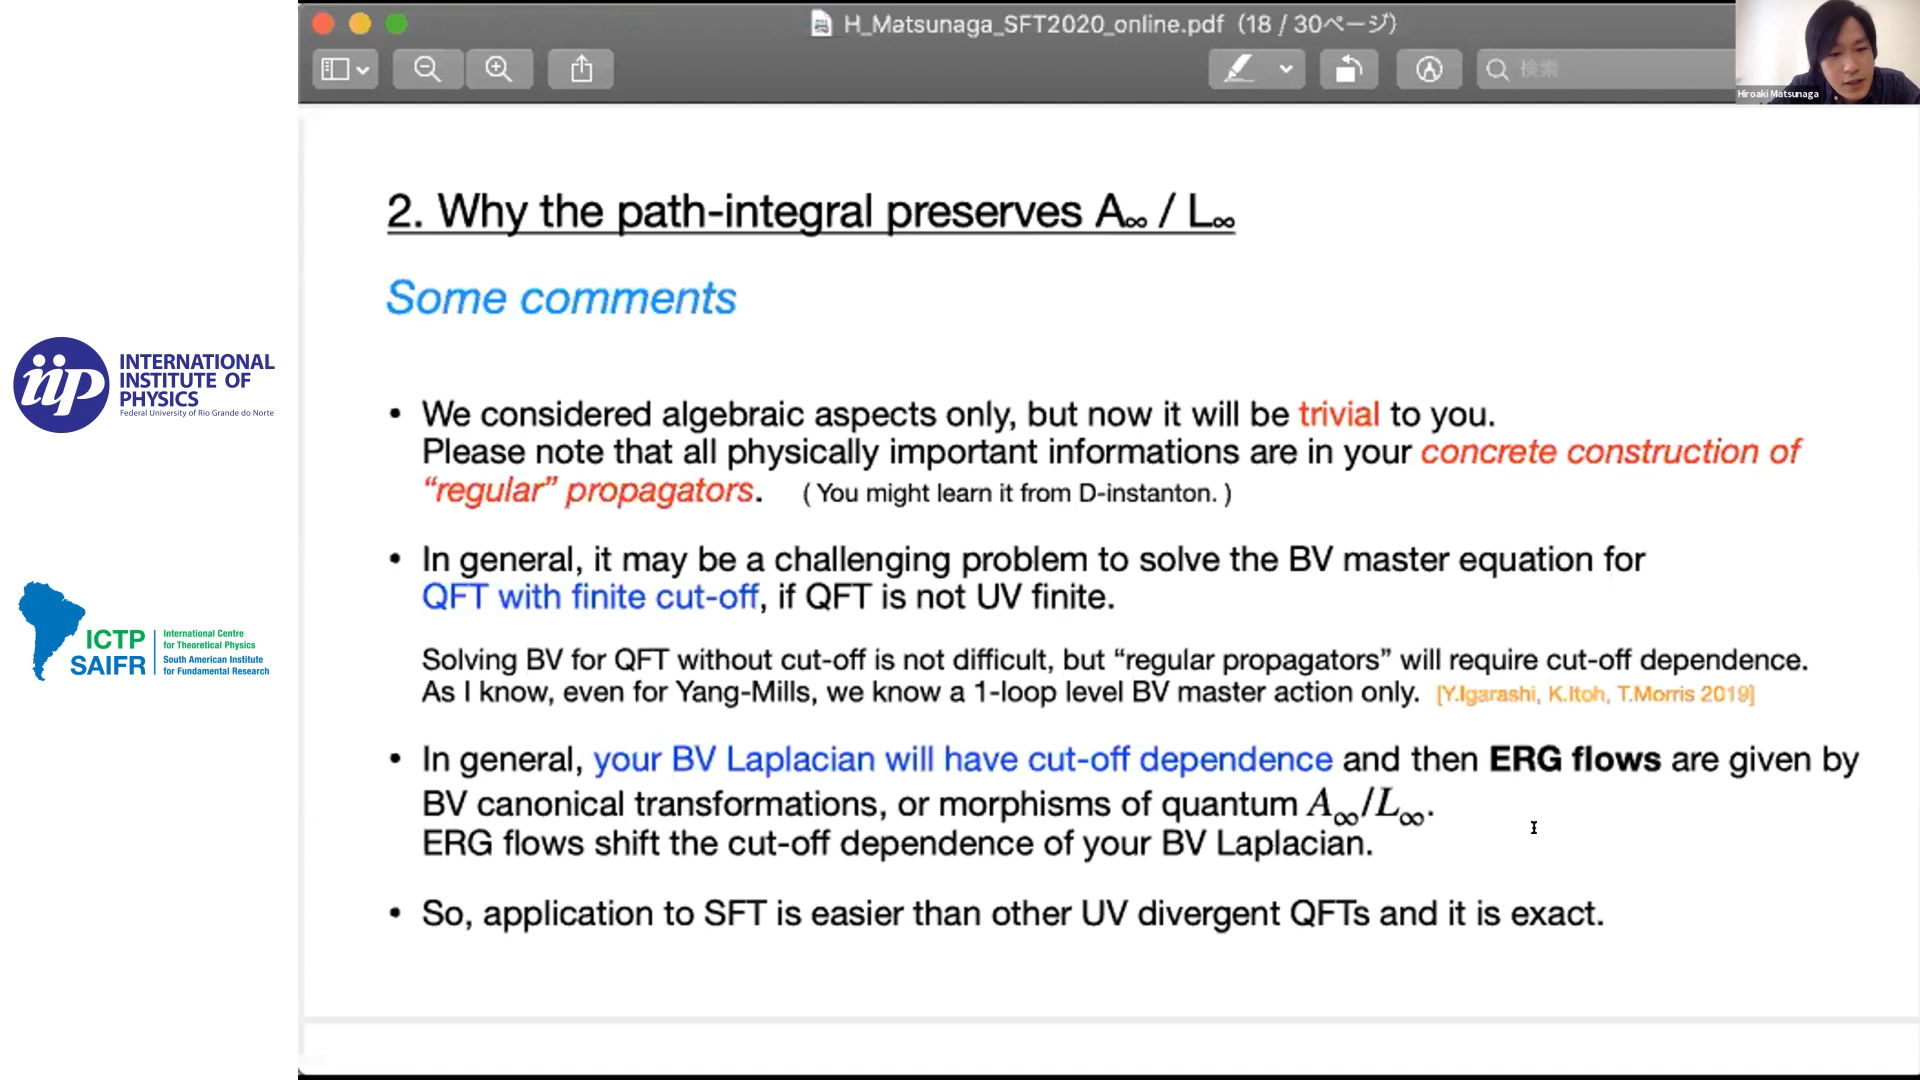 H_Matsunaga_SFT2020_online.pdf (18 / 30ページ)
検索
Hiroaki Matsunaga
2. Why the path-integral preserves A∞ / L∞
Some comments
• We considered algebraic aspects only, but now it will be trivial to you.
Please note that all physically important informations are in your concrete construction of
“regular” propagators. ( You might learn it from D-instanton. )
• In general, it may be a challenging problem to solve the BV master equation for
QFT with finite cut-off, if QFT is not UV finite.
Solving BV for QFT without cut-off is not difficult, but “regular propagators” will require cut-off dependence.
As I know, even for Yang-Mills, we know a 1-loop level BV master action only. [Y.Igarashi, K.Itoh, T.Morris 2019]
• In general, your BV Laplacian will have cut-off dependence and then ERG flows are given by
BV canonical transformations, or morphisms of quantum A∞/L∞.
ERG flows shift the cut-off dependence of your BV Laplacian.
• So, application to SFT is easier than other UV divergent QFTs and it is exact.
iip
INTERNATIONAL
INSTITUTE OF
PHYSICS
Federal University of Rio Grande do Norte
ICTP
SAIFR
International Centre
for Theoretical Physics
South American Institute
for Fundamental Research